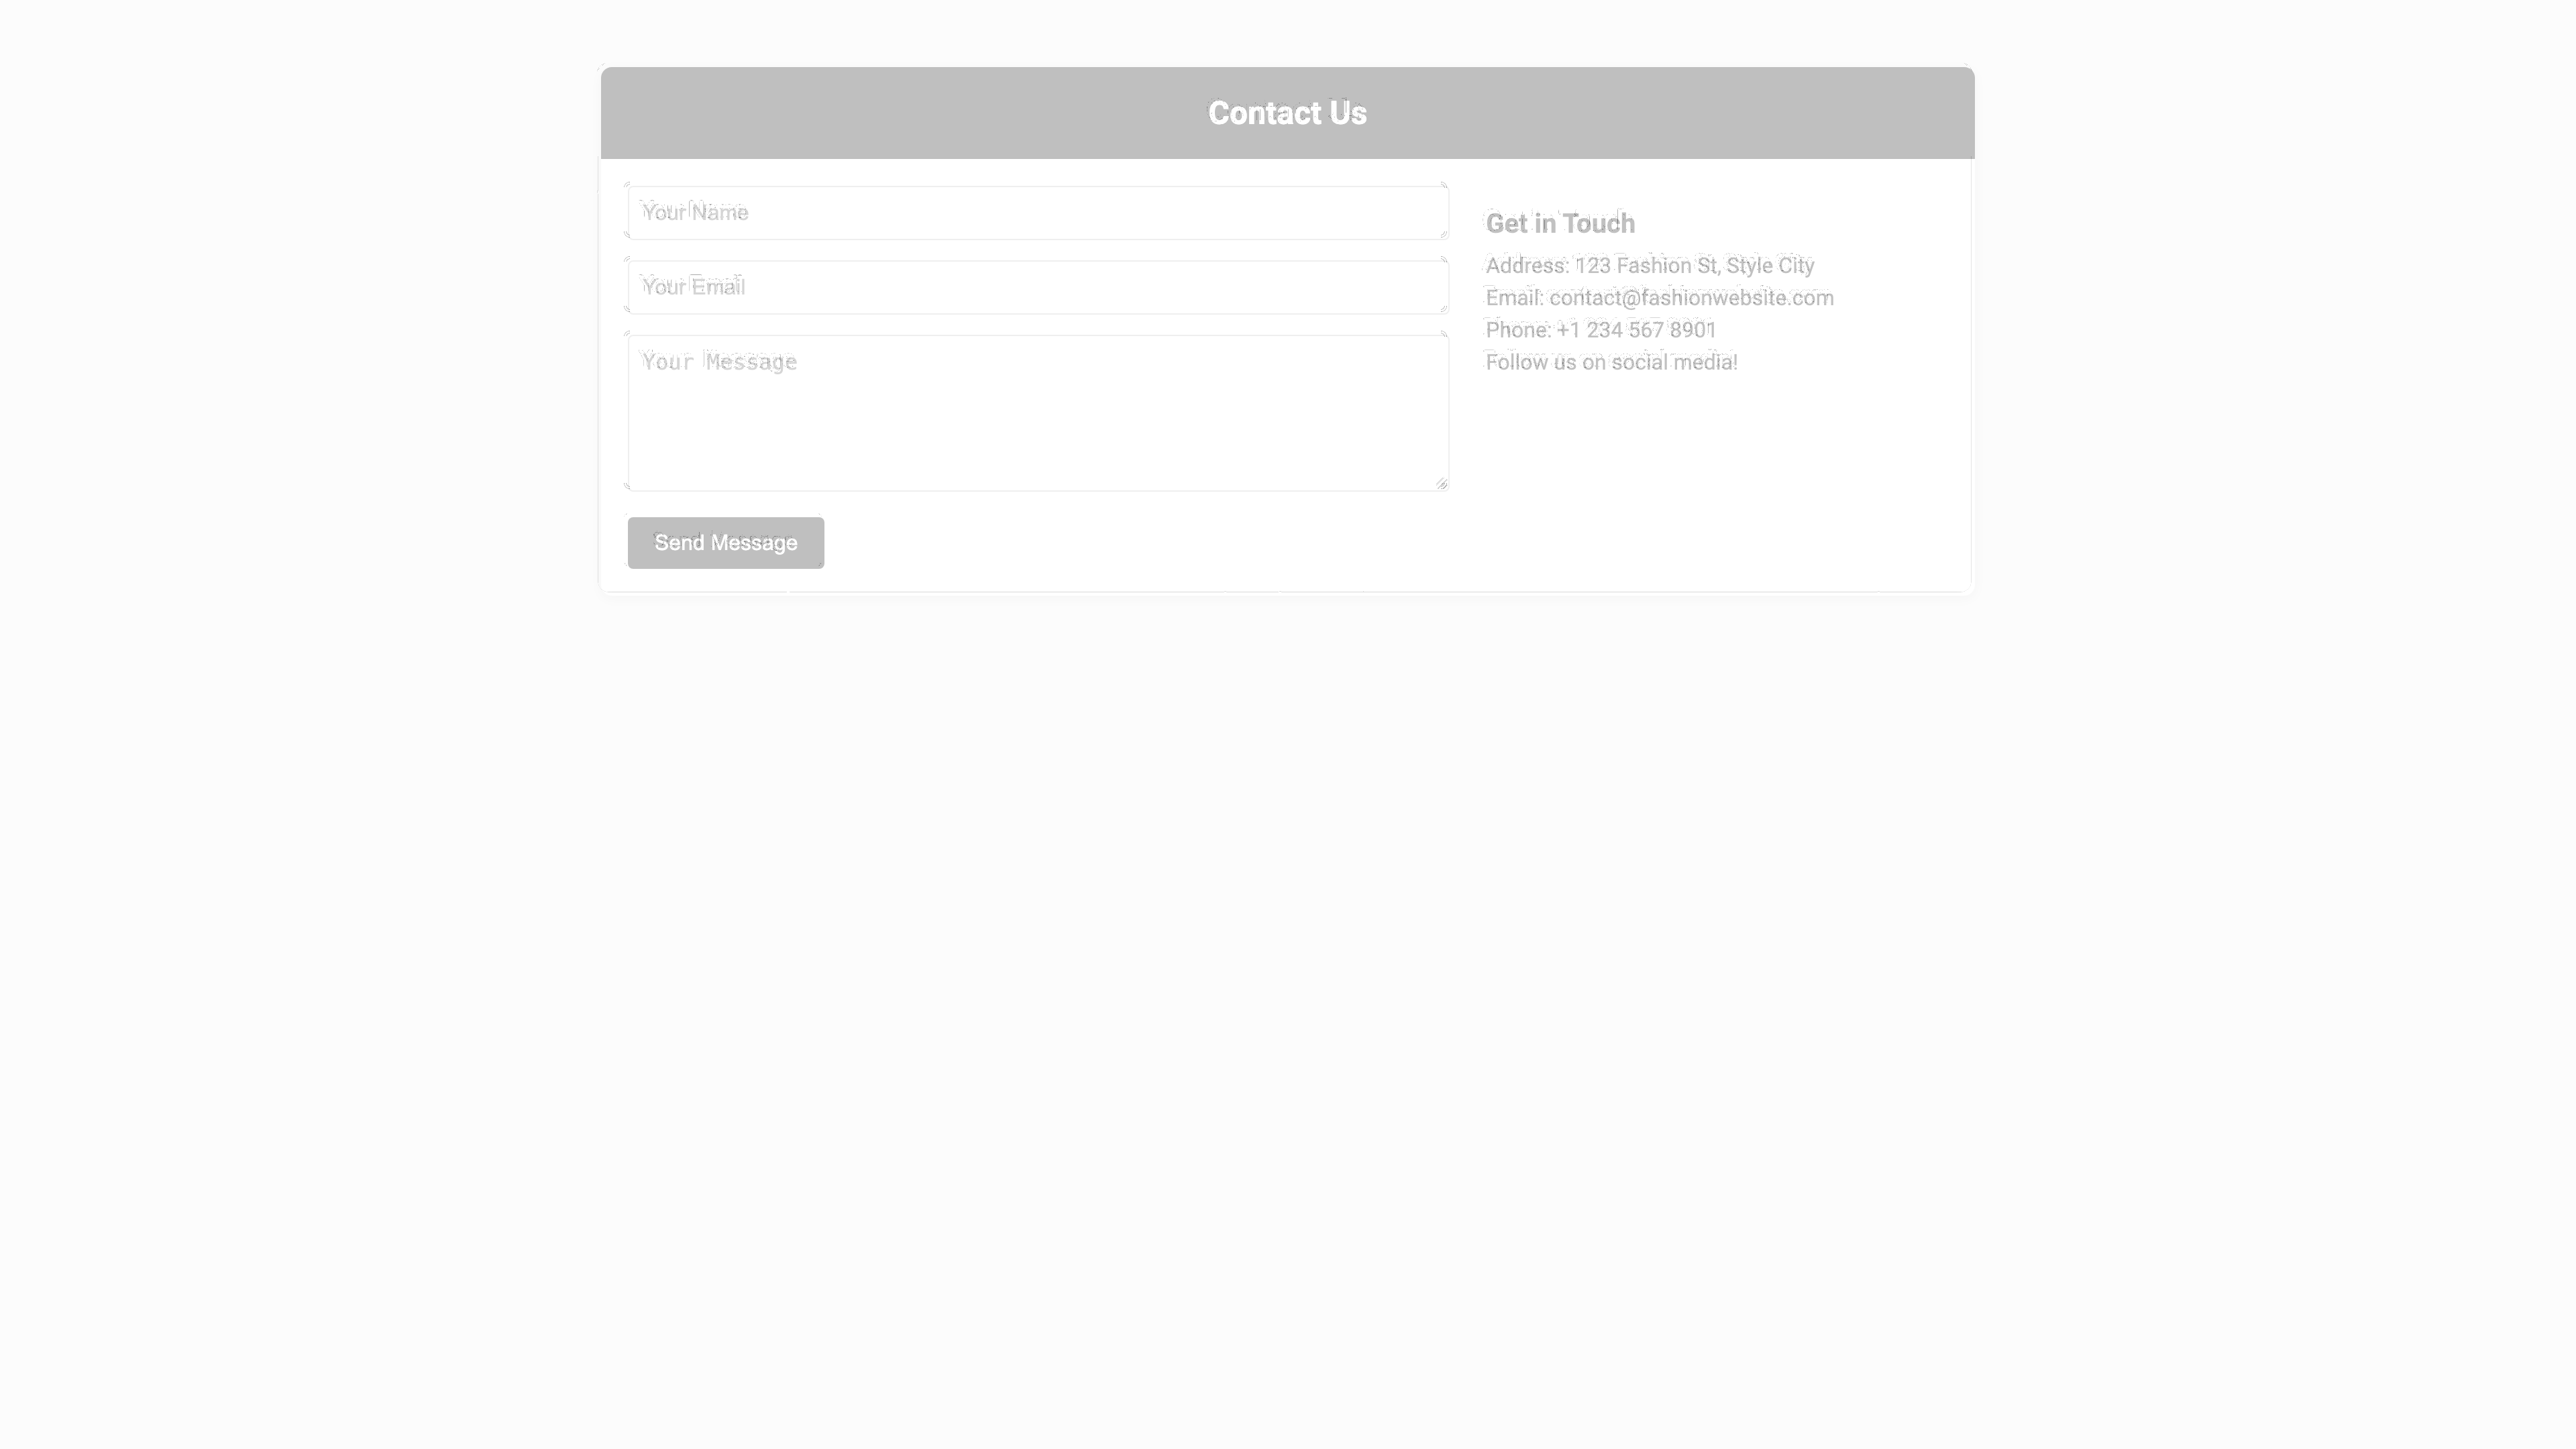 Contact Us
Your Name
Your Email
Your Message
Send Message
Get in Touch
Address: 123 Fashion St, Style City
Email: contact@fashionwebsite.com
Phone: +1 234 567 8901
Follow us on social media!